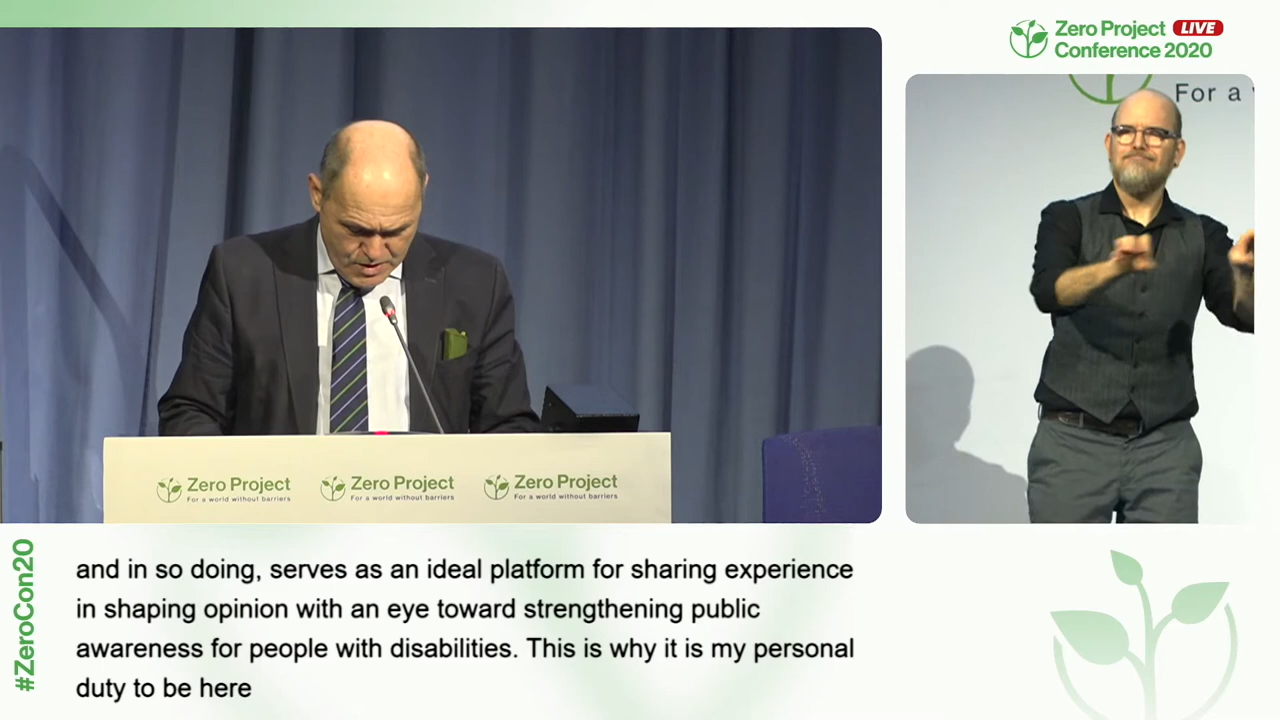 Zero Project LIVE
Conference 2020
For a
Zero Project
For a world without barriers
Zero Project
For a world without barriers
Zero Project
For a world without barriers
#ZeroCon20
and in so doing, serves as an ideal platform for sharing experience
in shaping opinion with an eye toward strengthening public
awareness for people with disabilities. This is why it is my personal
duty to be here